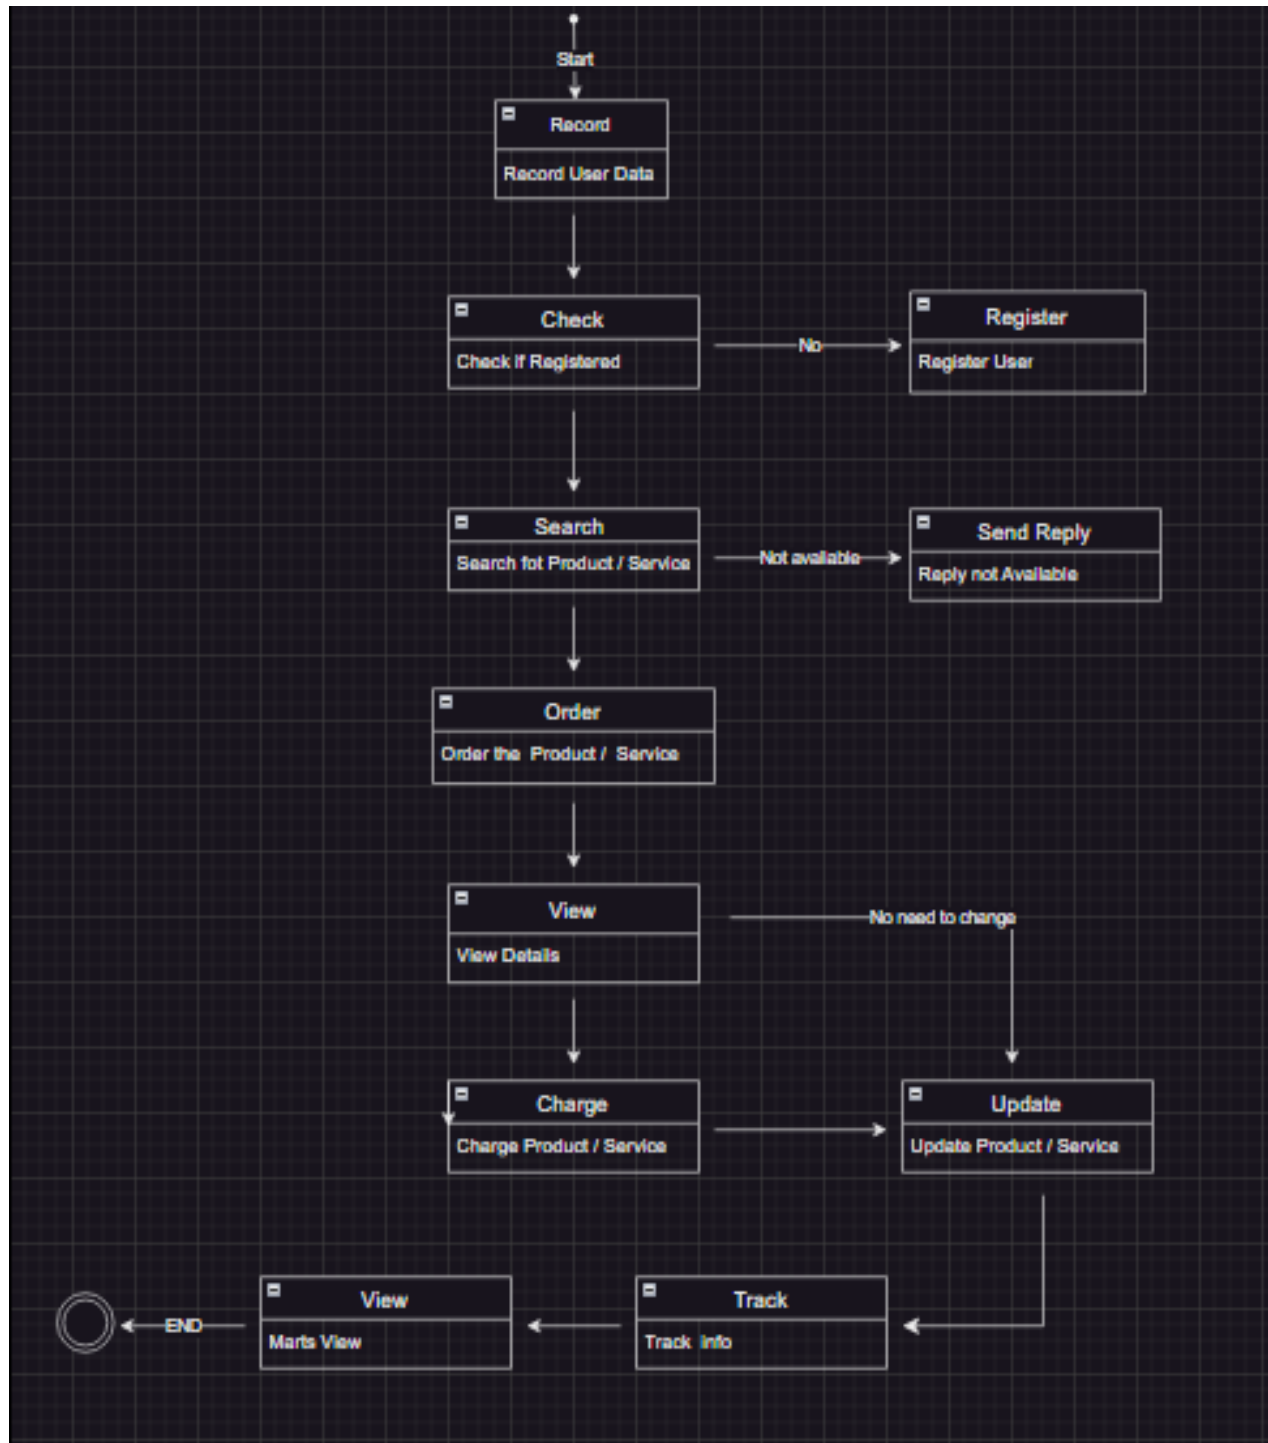 Start
Record
Record User Data
Check
Check if Registered
No
Register
Register User
Search
Search fot Product / Service
Not available
Send Reply
Reply not Available
Order
Order the Product / Service
View
View Details
No need to change
Charge
Charge Product / Service
Update
Update Product / Service
END
View
Marts View
Track
Track info